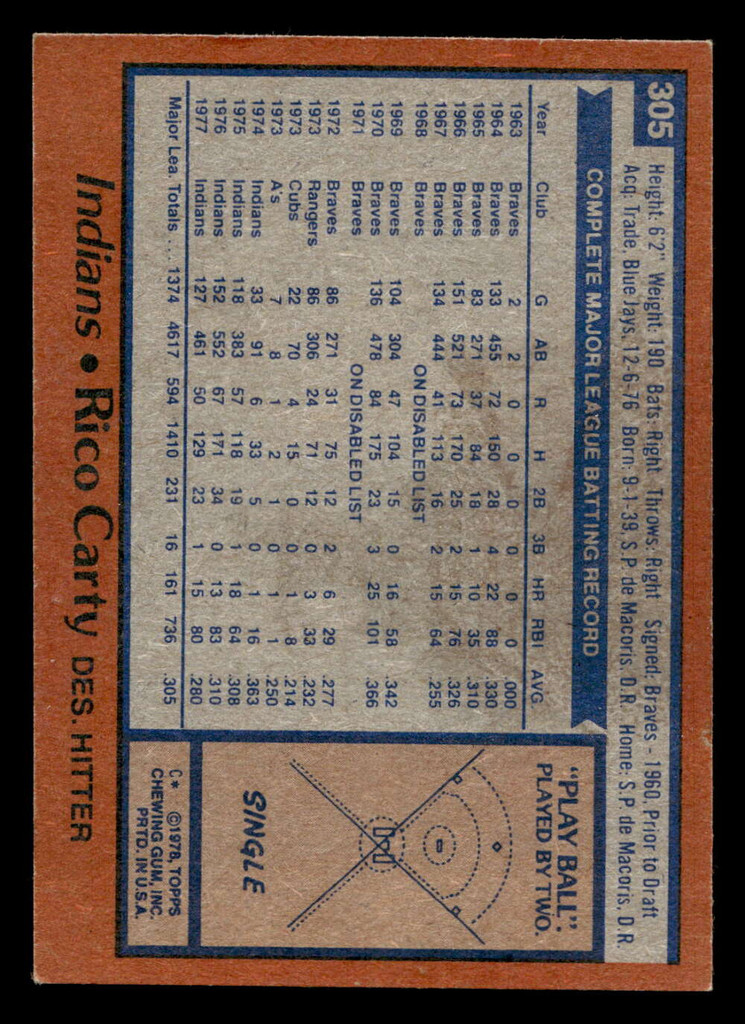 305
Height: 6'2" Weight: 190 Bats: Right Throws: Right Signed: Braves - 1960, Prior to Draft
Acq: Trade, Blue Jays, 12-6-76 Born: 9-1-39, S.P. de Macoris, D.R. Home: S.P. de Macoris, D.R.
COMPLETE MAJOR LEAGUE BATTING RECORD
Year Club G AB R H 2B 3B HR RBI AVG
1963 Braves 2 2 0 0 0 0 0 0 .000
1964 Braves 133 455 72 150 28 4 22 88 .330
1965 Braves 83 271 37 84 18 1 10 35 .310
1966 Braves 151 521 73 170 25 2 15 76 .326
1967 Braves 134 444 41 113 16 2 15 64 .255
1968 Braves ON DISABLED LIST
1969 Braves 104 304 47 104 15 0 16 58 .342
1970 Braves 136 478 84 175 23 3 25 101 .366
1971 Braves ON DISABLED LIST
1972 Braves 86 271 31 75 12 2 6 29 .277
1973 Rangers 86 306 24 71 12 0 3 33 .232
1973 Cubs 22 70 4 15 0 0 1 8 .214
1973 A's 7 8 1 2 1 0 1 1 .250
1974 Indians 33 91 6 33 5 0 1 16 .363
1975 Indians 118 383 57 118 19 1 18 64 .308
1976 Indians 152 552 67 171 34 0 13 83 .310
1977 Indians 127 461 50 129 23 1 15 80 .280
Major Lea. Totals ... 1374 4617 594 1410 231 16 161 736 .305
"PLAY BALL"
PLAYED BY TWO.
SINGLE
C* ©1978, TOPPS
CHEWING GUM, INC.
PRTD. IN U.S.A.
Indians • Rico Carty DES. HITTER